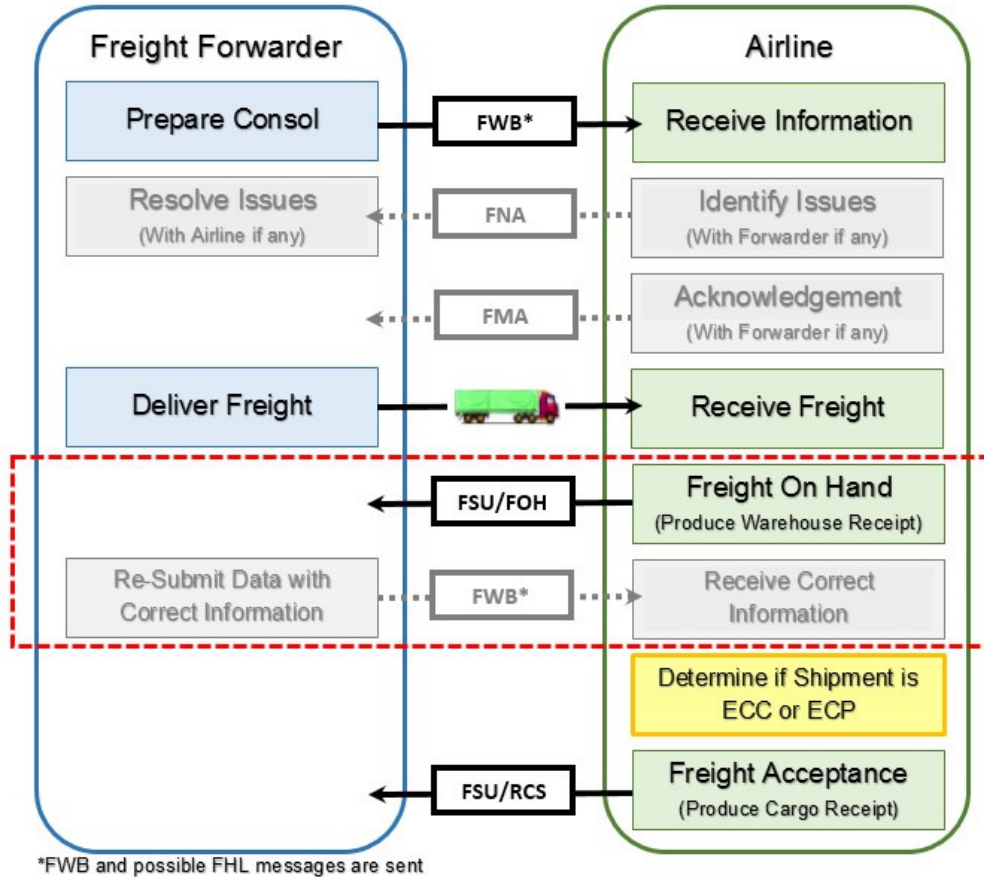 Freight Forwarder
Airline
Prepare Consol
FWB*
Receive Information
Resolve Issues
(With Airline if any)
FNA
Identify Issues
(With Forwarder if any)
FMA
Acknowledgement
(With Forwarder if any)
Deliver Freight
Receive Freight
FSU/FOH
Freight On Hand
(Produce Warehouse Receipt)
Re-Submit Data with
Correct Information
FWB*
Receive Correct
Information
Determine if Shipment is
ECC or ECP
FSU/RCS
Freight Acceptance
(Produce Cargo Receipt)
*FWB and possible FHL messages are sent